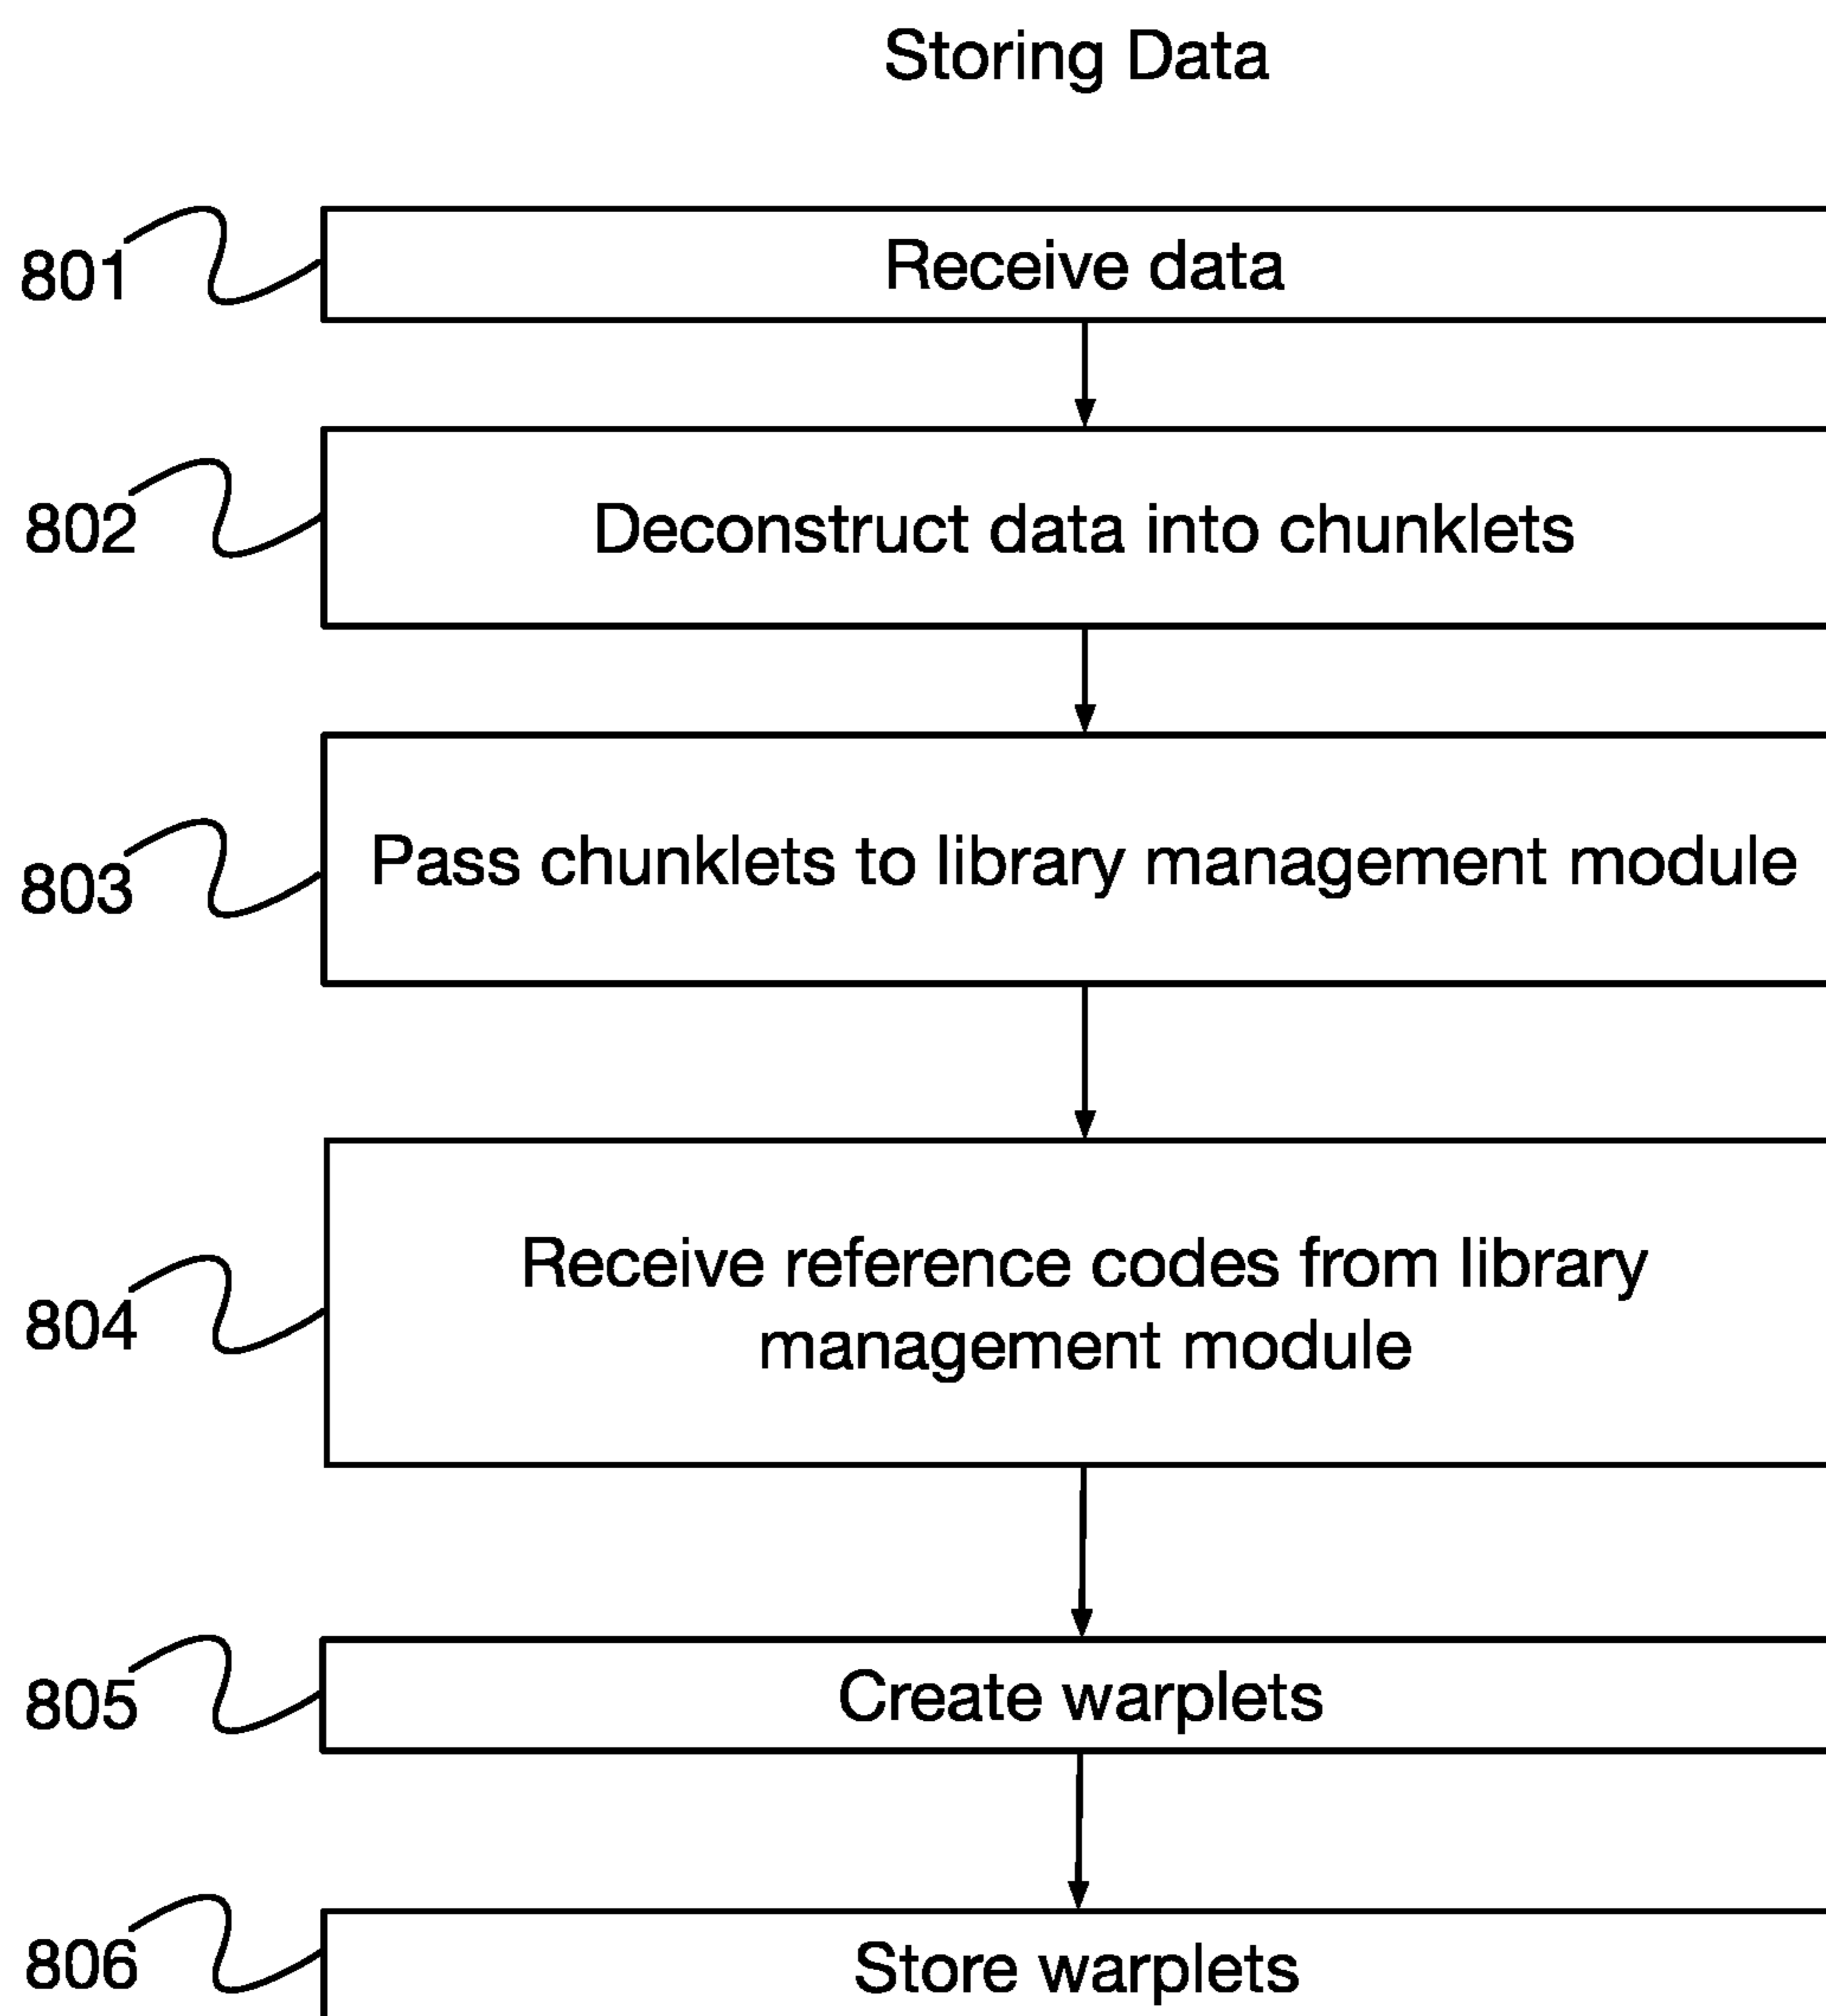 Storing Data
801
Receive data
802
Deconstruct data into chunklets
803
Pass chunklets to library management module
804
Receive reference codes from library
management module
805
Create warplets
806
Store warplets